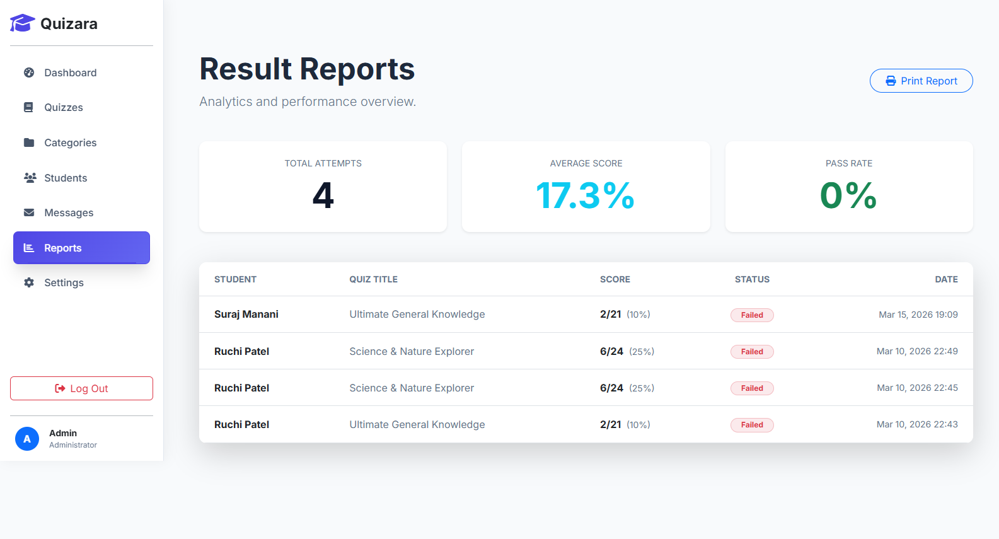 Quizara
Dashboard
Quizzes
Categories
Students
Messages
Reports
Settings
Log Out
A
Admin
Administrator
Result Reports
Analytics and performance overview.
Print Report
TOTAL ATTEMPTS
4
AVERAGE SCORE
17.3%
PASS RATE
0%
STUDENT QUIZ TITLE SCORE STATUS DATE
Suraj Manani Ultimate General Knowledge 2/21 (10%) Failed Mar 15, 2026 19:09
Ruchi Patel Science & Nature Explorer 6/24 (25%) Failed Mar 10, 2026 22:49
Ruchi Patel Science & Nature Explorer 6/24 (25%) Failed Mar 10, 2026 22:45
Ruchi Patel Ultimate General Knowledge 2/21 (10%) Failed Mar 10, 2026 22:43